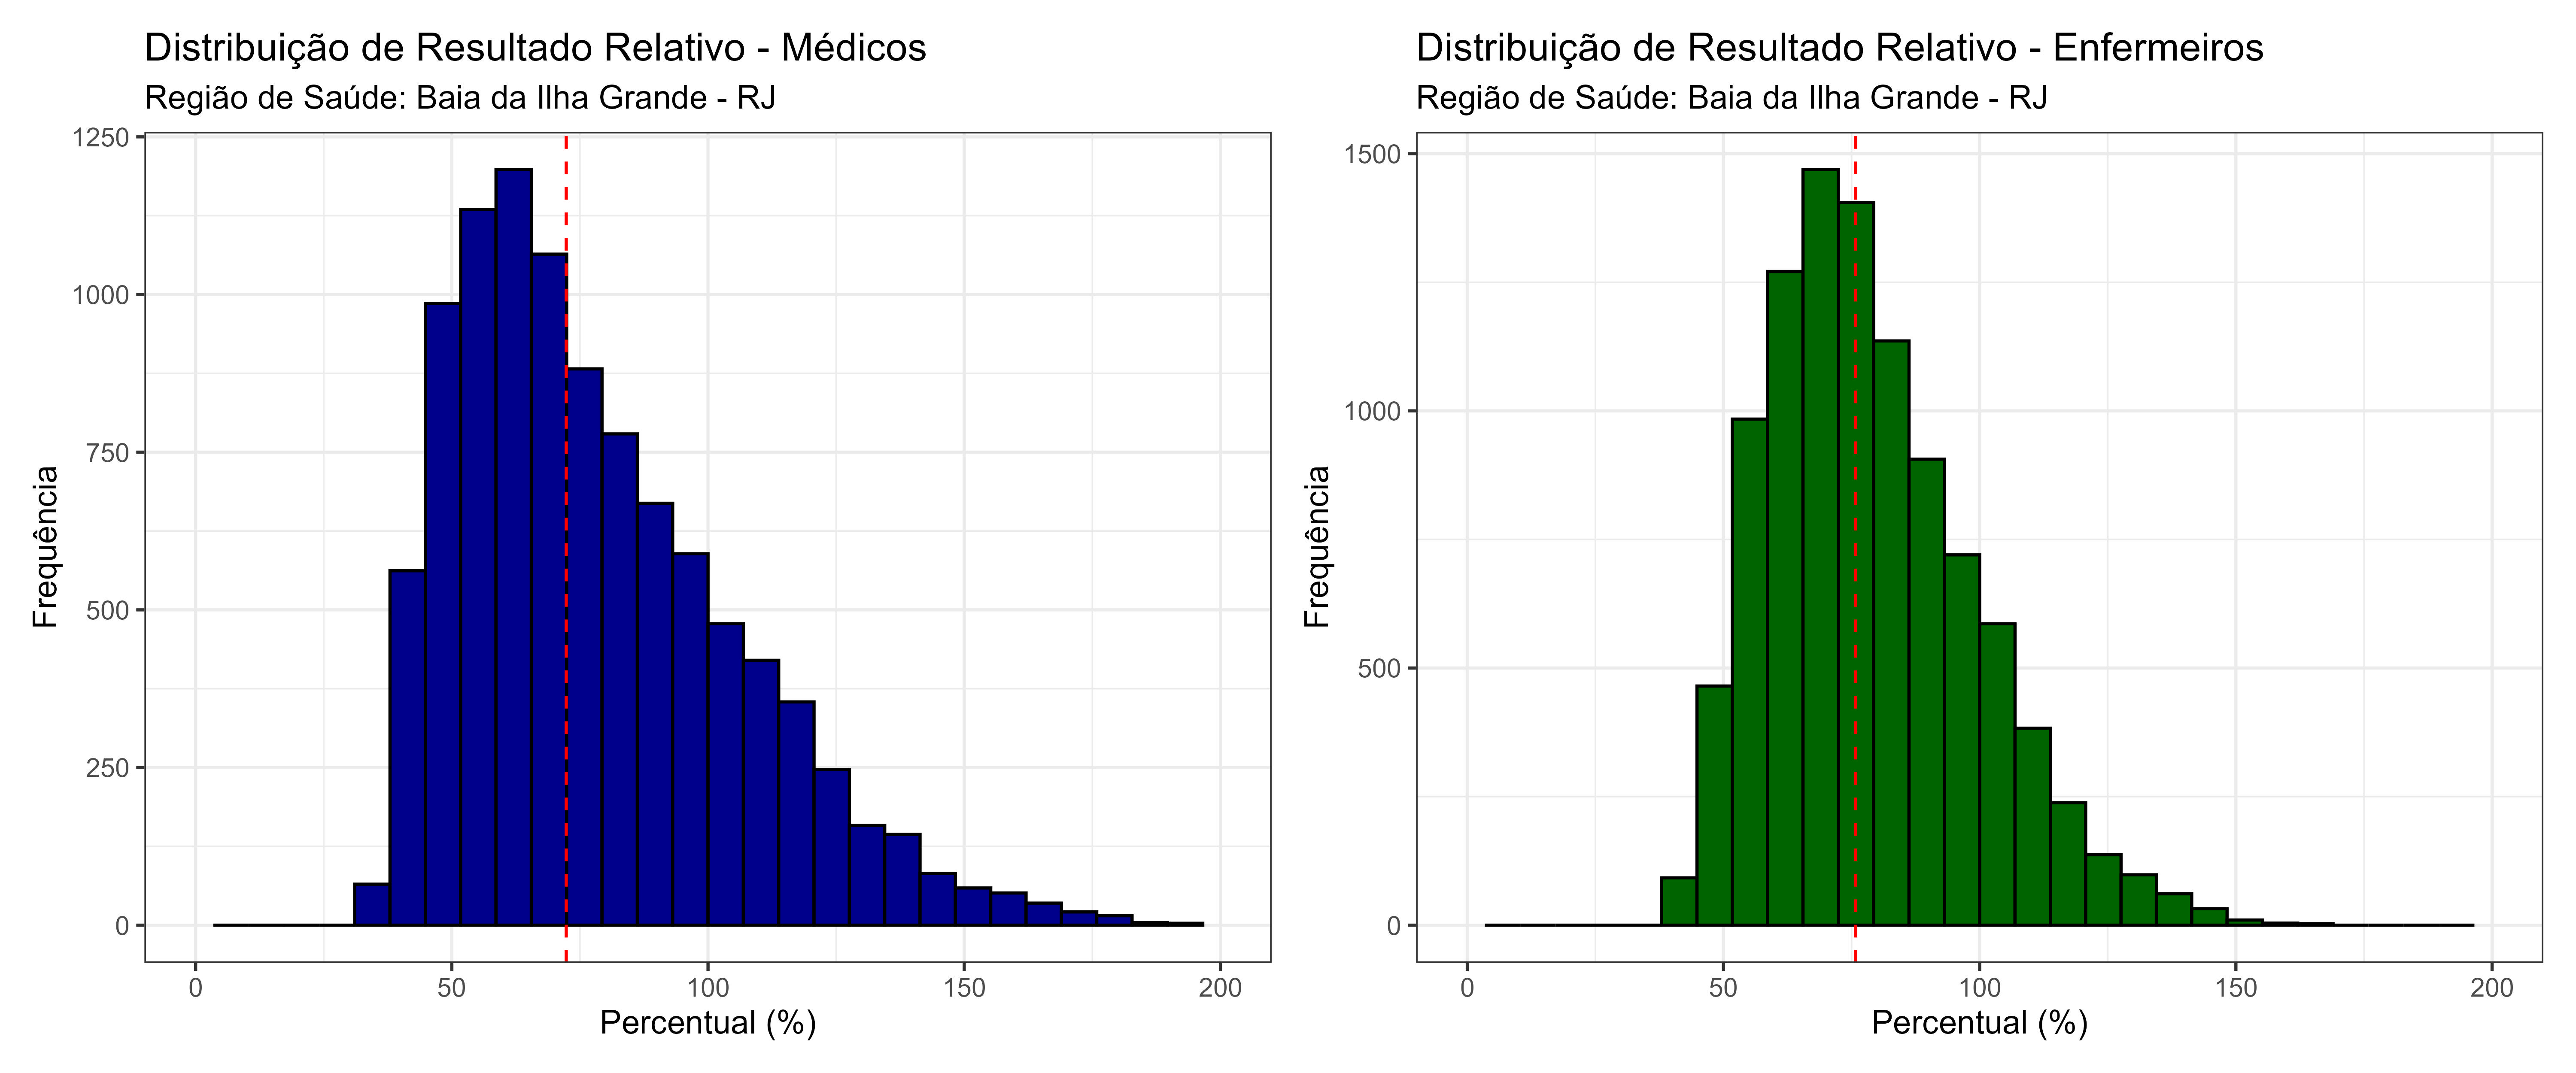 Distribuição de Resultado Relativo - Médicos
Região de Saúde: Baia da Ilha Grande - RJ
1250
1000
750
500
250
0
Frequência
0 50 100 150 200
Percentual (%)
Distribuição de Resultado Relativo - Enfermeiros
Região de Saúde: Baia da Ilha Grande - RJ
1500
1000
500
0
Frequência
0 50 100 150 200
Percentual (%)